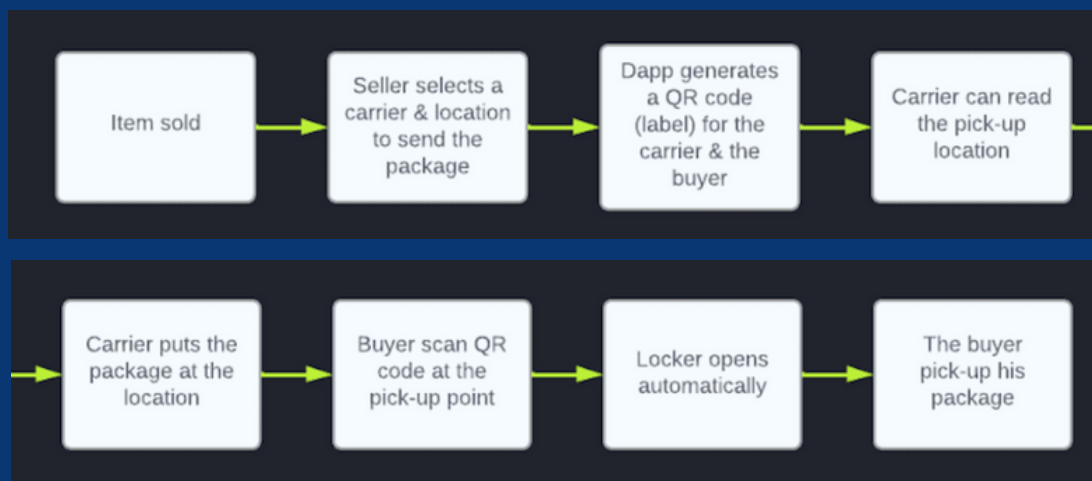 Item sold
Seller selects a
carrier & location
to send the
package
Dapp generates
a QR code
(label) for the
carrier & the
buyer
Carrier can read
the pick-up
location
Carrier puts the
package at the
location
Buyer scan QR
code at the
pick-up point
Locker opens
automatically
The buyer
pick-up his
package